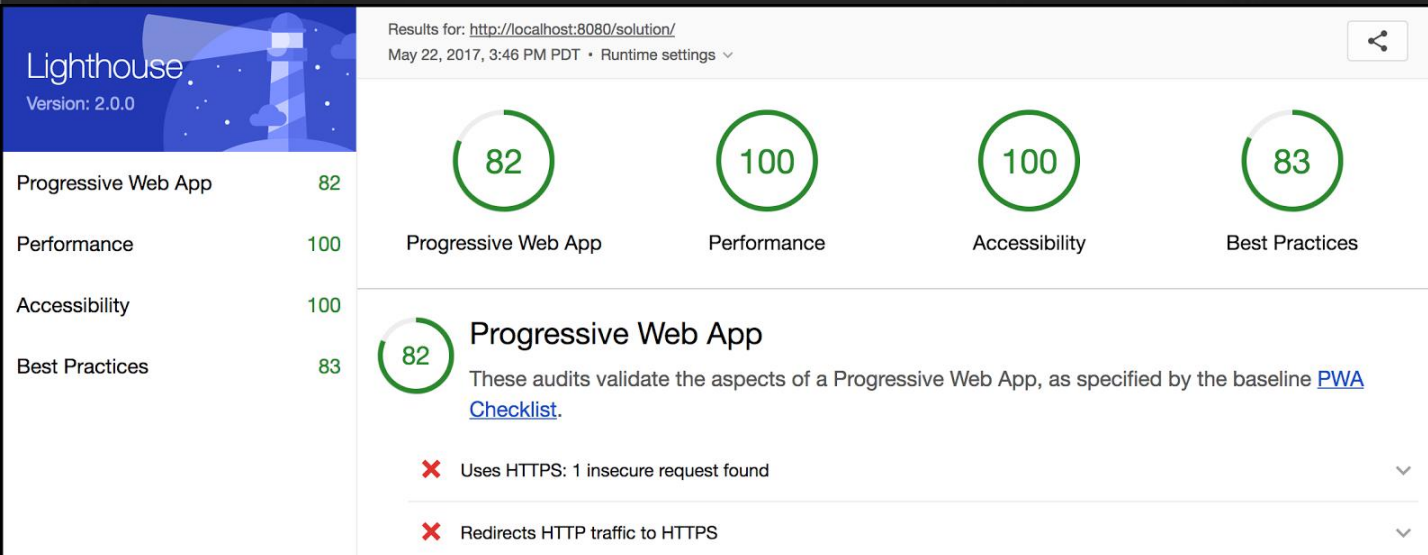 Lighthouse
Version: 2.0.0
Progressive Web App 82
Performance 100
Accessibility 100
Best Practices 83
Results for: http://localhost:8080/solution/
May 22, 2017, 3:46 PM PDT • Runtime settings
82 100 100 83
Progressive Web App Performance Accessibility Best Practices
82
Progressive Web App
These audits validate the aspects of a Progressive Web App, as specified by the baseline PWA
Checklist.
Uses HTTPS: 1 insecure request found
Redirects HTTP traffic to HTTPS